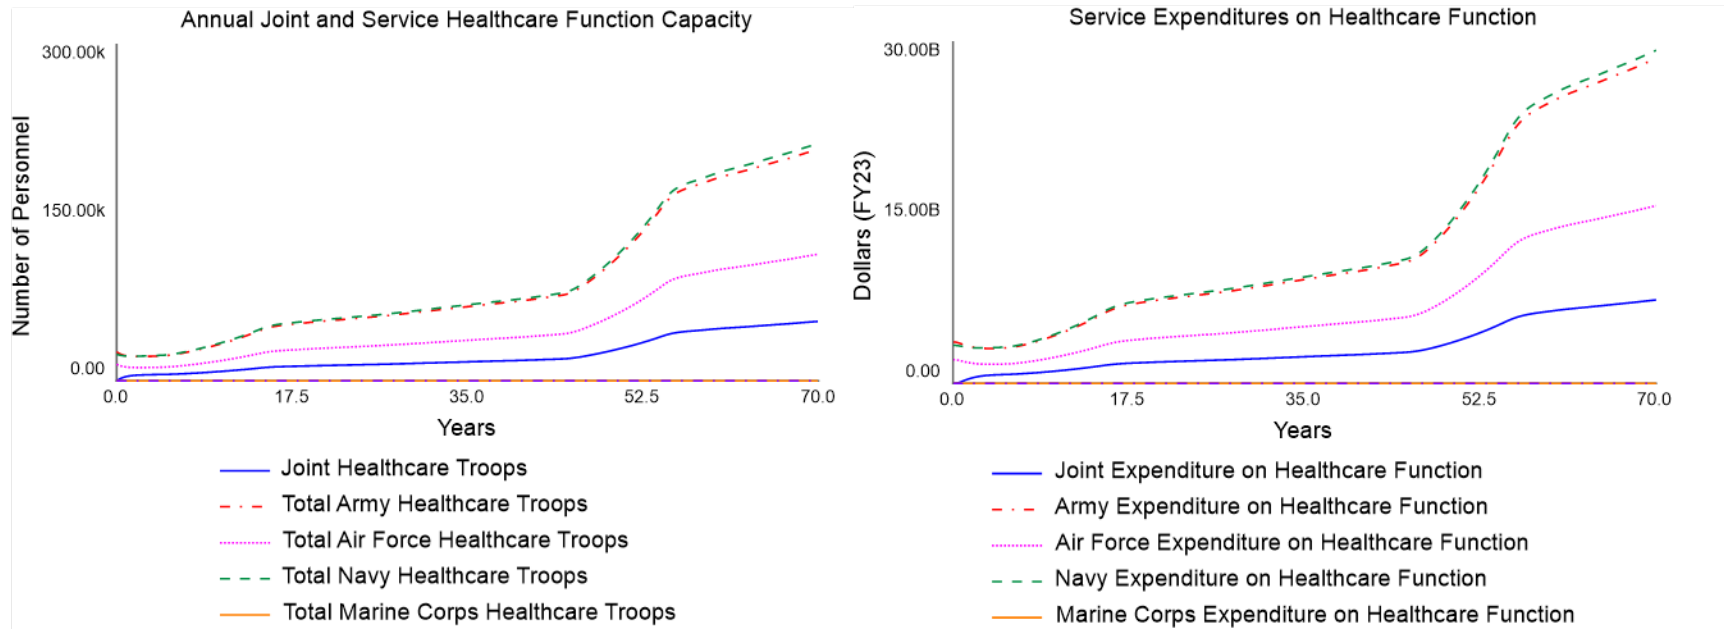 Annual Joint and Service Healthcare Function Capacity
300.00k
150.00k
0.00
Number of Personnel
0.0 17.5 35.0 52.5 70.0
Years
Joint Healthcare Troops
Total Army Healthcare Troops
Total Air Force Healthcare Troops
Total Navy Healthcare Troops
Total Marine Corps Healthcare Troops
Service Expenditures on Healthcare Function
30.00B
15.00B
0.00
Dollars (FY23)
0.0 17.5 35.0 52.5 70.0
Years
Joint Expenditure on Healthcare Function
Army Expenditure on Healthcare Function
Air Force Expenditure on Healthcare Function
Navy Expenditure on Healthcare Function
Marine Corps Expenditure on Healthcare Function